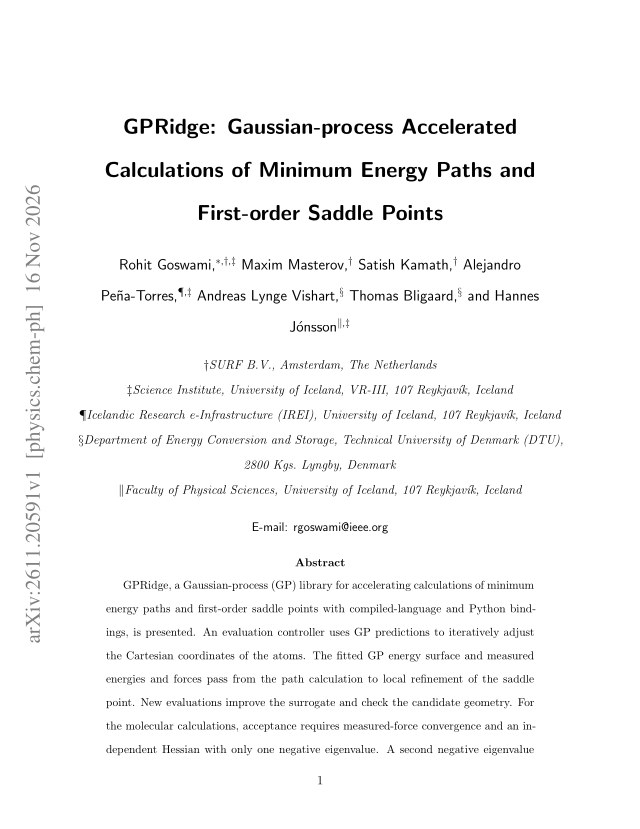 GPRidge: Gaussian-process Accelerated
Calculations of Minimum Energy Paths and
First-order Saddle Points
Rohit Goswami,*,†,‡ Maxim Masterov,† Satish Kamath,† Alejandro
Peña-Torres,¶,‡ Andreas Lynge Vishart,§ Thomas Bligaard,§ and Hannes
Jónsson∥,‡
†SURF B.V., Amsterdam, The Netherlands
‡Science Institute, University of Iceland, VR-III, 107 Reykjavík, Iceland
¶Icelandic Research e-Infrastructure (IREI), University of Iceland, 107 Reykjavík, Iceland
§Department of Energy Conversion and Storage, Technical University of Denmark (DTU),
2800 Kgs. Lyngby, Denmark
∥Faculty of Physical Sciences, University of Iceland, 107 Reykjavík, Iceland
E-mail: rgoswami@ieee.org
Abstract
GPRidge, a Gaussian-process (GP) library for accelerating calculations of minimum
energy paths and first-order saddle points with compiled-language and Python bind-
ings, is presented. An evaluation controller uses GP predictions to iteratively adjust
the Cartesian coordinates of the atoms. The fitted GP energy surface and measured
energies and forces pass from the path calculation to local refinement of the saddle
point. New evaluations improve the surrogate and check the candidate geometry. For
the molecular calculations, acceptance requires measured-force convergence and an in-
dependent Hessian with only one negative eigenvalue. A second negative eigenvalue
1
arXiv:2611.20591v1 [physics.chem-ph] 16 Nov 2026